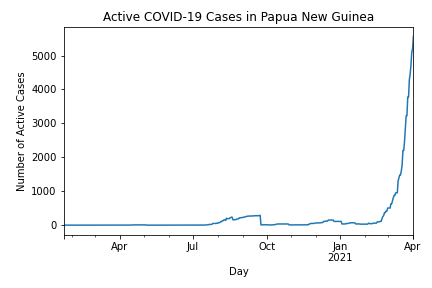 Active COVID-19 Cases in Papua New Guinea
Number of Active Cases
5000
4000
3000
2000
1000
0
Apr
Jul
Oct
Jan
2021
Apr
Day